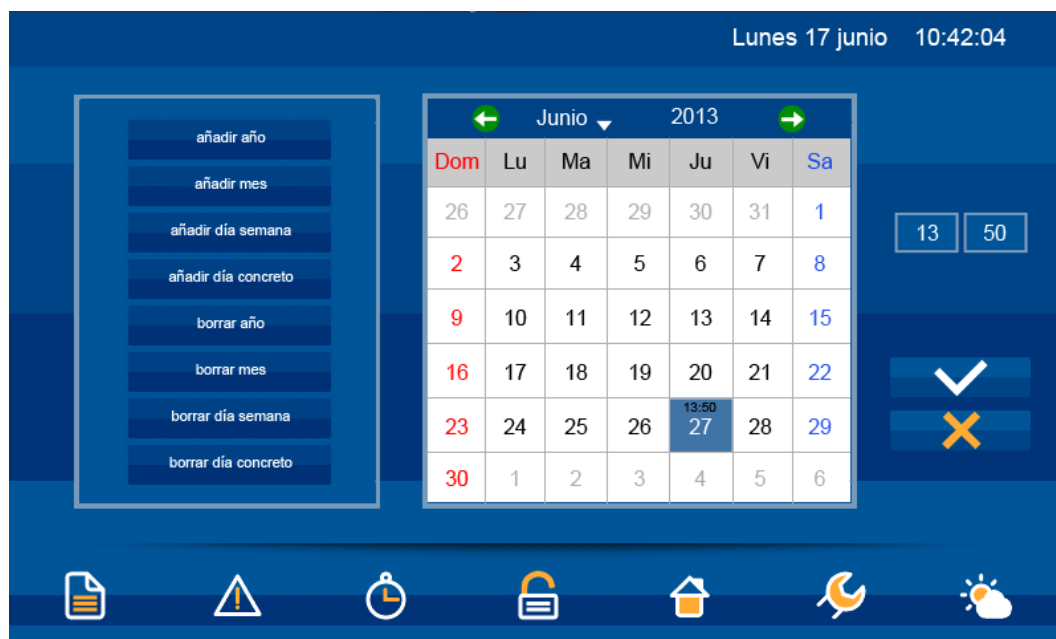 Lunes 17 junio 10:42:04
añadir año
añadir mes
añadir día semana
añadir día concreto
borrar año
borrar mes
borrar día semana
borrar día concreto
Junio 2013
Dom Lu Ma Mi Ju Vi Sa
26 27 28 29 30 31 1
2 3 4 5 6 7 8
9 10 11 12 13 14 15
16 17 18 19 20 21 22
13:50
23 24 25 26 27 28 29
30 1 2 3 4 5 6
13 50